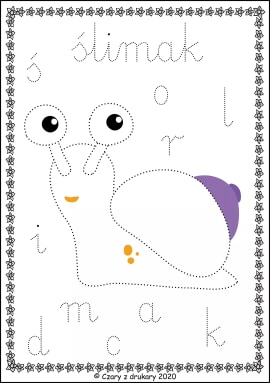 ś ślimak
o l
r
i
m a k
d c
© Czary z drukary 2020